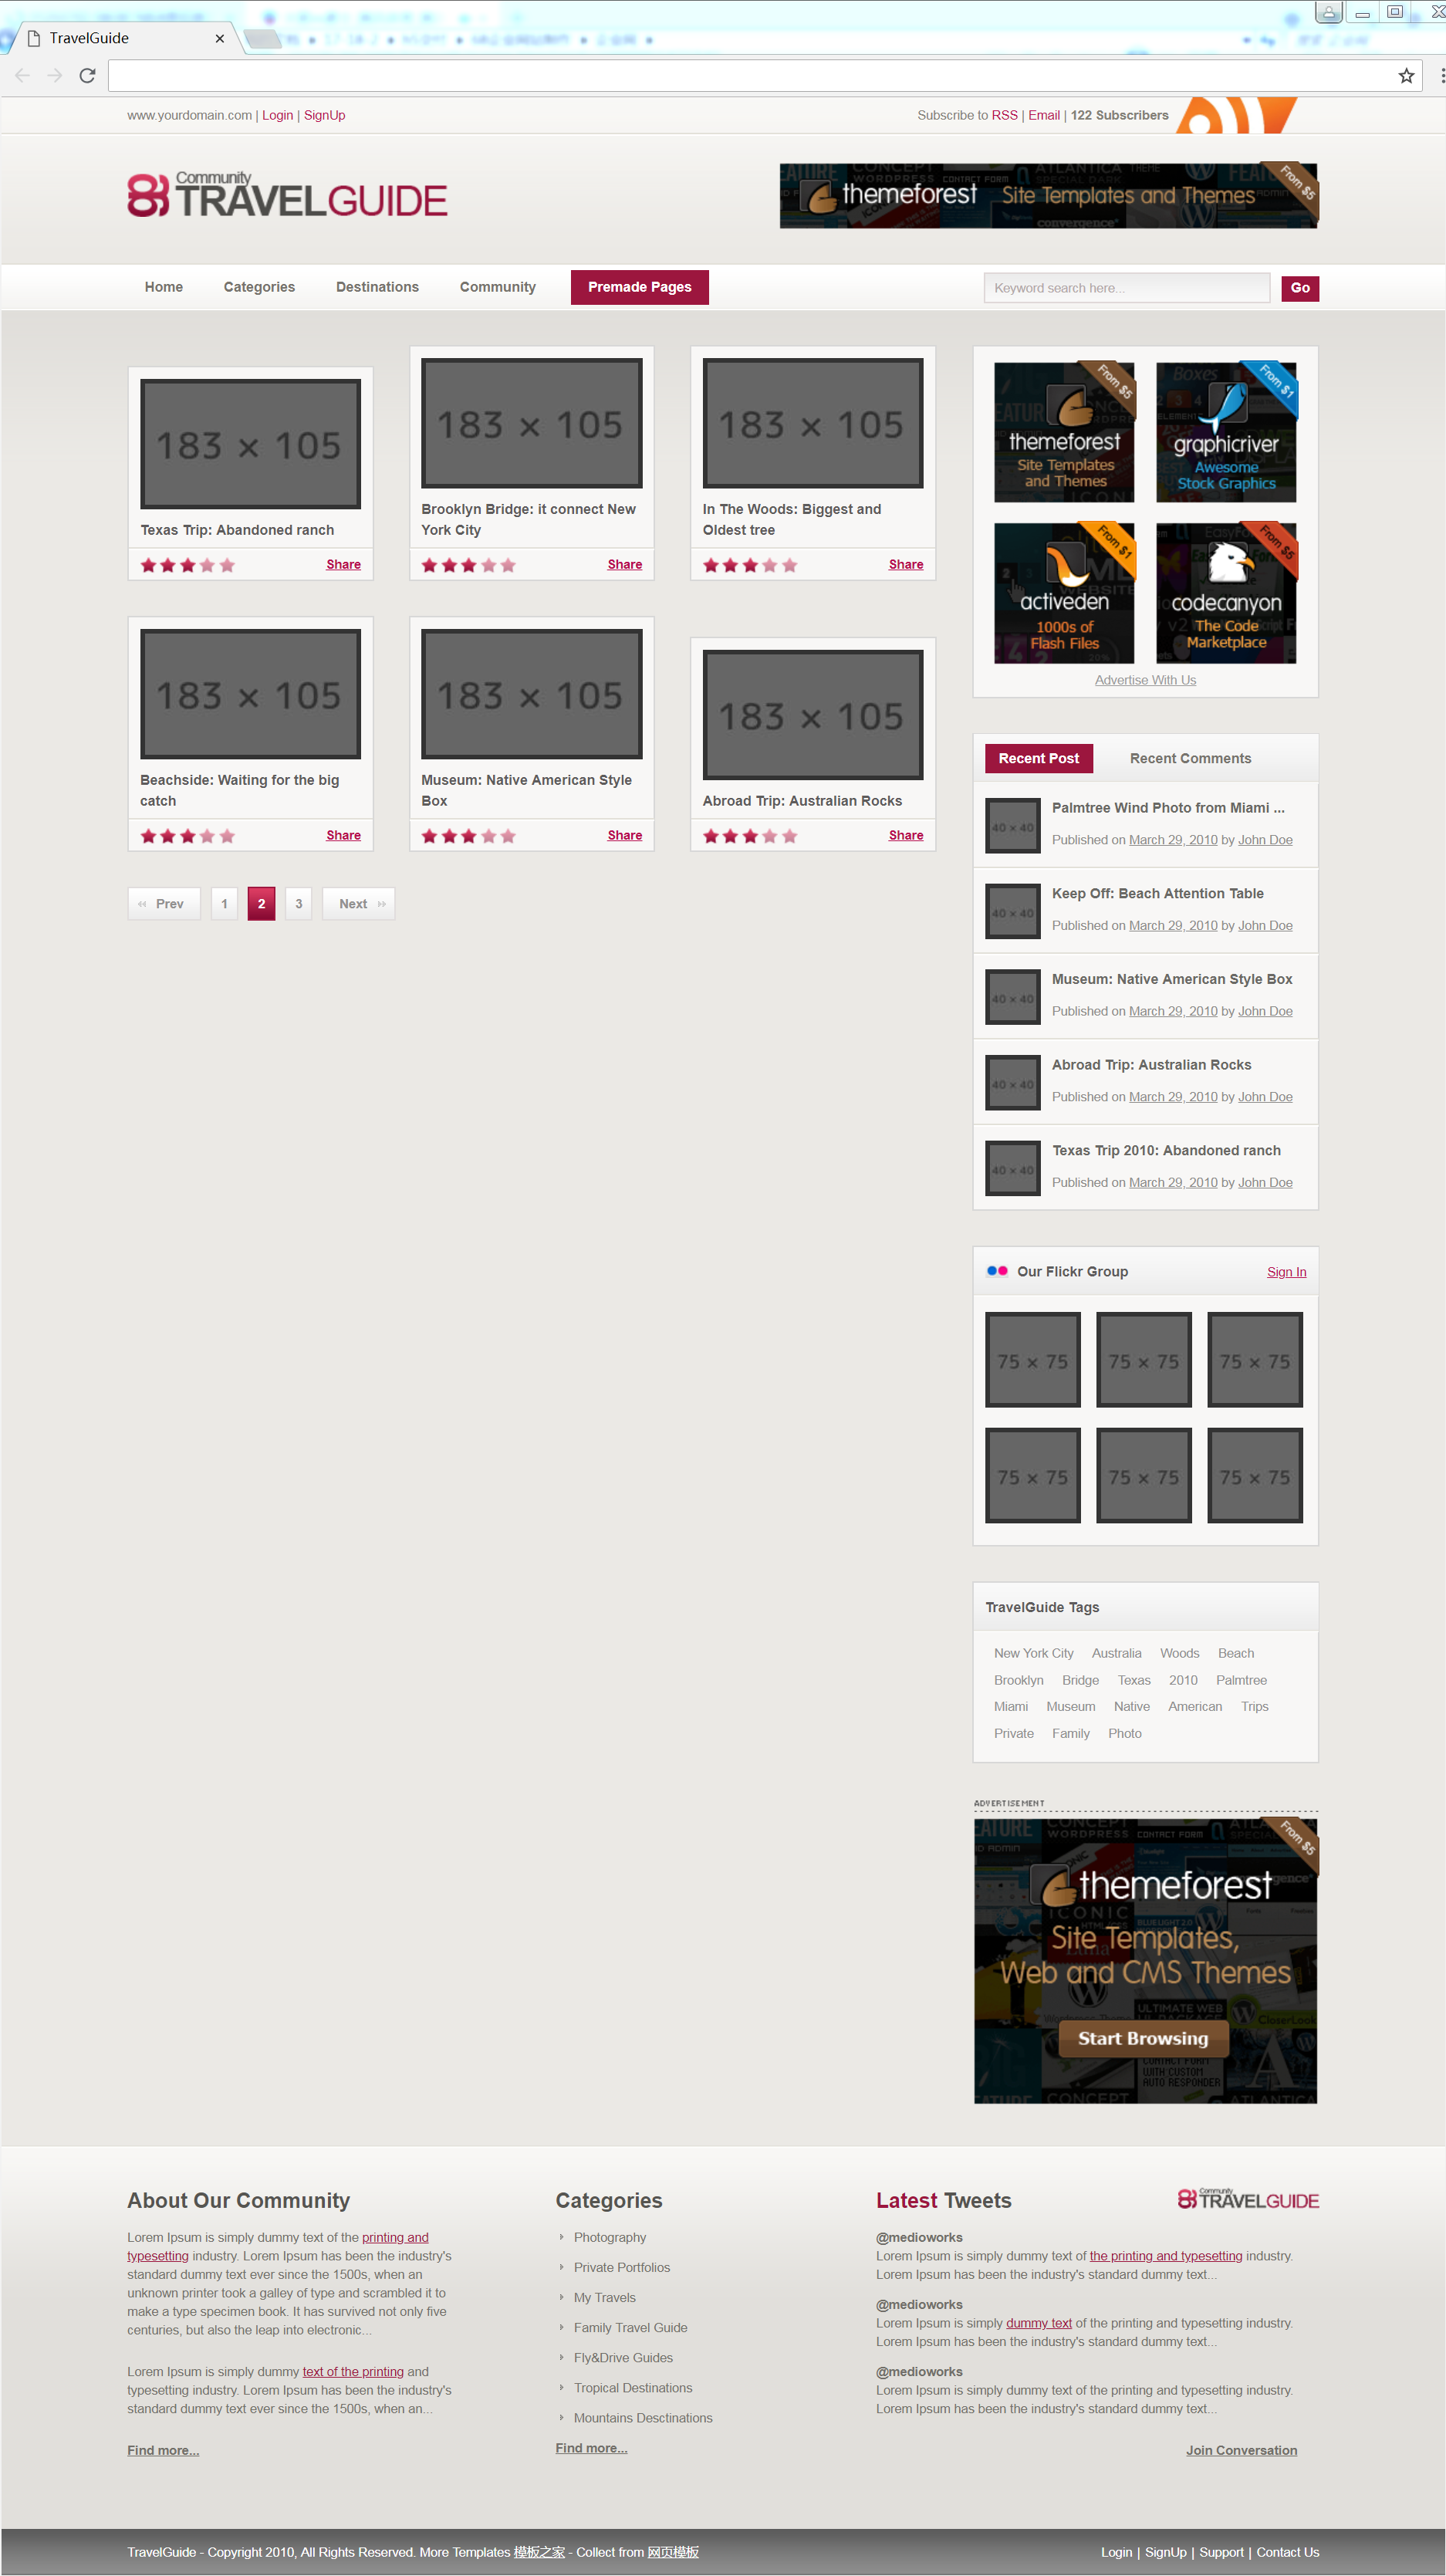 TravelGuide
www.yourdomain.com | Login | SignUp
Subscribe to RSS | Email | 122 Subscribers
Community
TRAVELGUIDE
themeforest Site Templates and Themes
From $5
Home Categories Destinations Community Premade Pages
Keyword search here... Go
183 × 105
Texas Trip: Abandoned ranch
Share
183 × 105
Brooklyn Bridge: it connect New
York City
Share
183 × 105
In The Woods: Biggest and
Oldest tree
Share
183 × 105
Beachside: Waiting for the big
catch
Share
183 × 105
Museum: Native American Style
Box
Share
183 × 105
Abroad Trip: Australian Rocks
Share
Prev 1 2 3 Next
From $5
themeforest
Site Templates
and Themes
From $1
graphicriver
Awesome
Stock Graphics
From $1
activeden
1000s of
Flash Files
From $5
codecanyon
The Code
Marketplace
Advertise With Us
Recent Post Recent Comments
40 × 40
Palmtree Wind Photo from Miami ...
Published on March 29, 2010 by John Doe
40 × 40
Keep Off: Beach Attention Table
Published on March 29, 2010 by John Doe
40 × 40
Museum: Native American Style Box
Published on March 29, 2010 by John Doe
40 × 40
Abroad Trip: Australian Rocks
Published on March 29, 2010 by John Doe
40 × 40
Texas Trip 2010: Abandoned ranch
Published on March 29, 2010 by John Doe
Our Flickr Group Sign In
75 × 75 75 × 75 75 × 75
75 × 75 75 × 75 75 × 75
TravelGuide Tags
New York City Australia Woods Beach
Brooklyn Bridge Texas 2010 Palmtree
Miami Museum Native American Trips
Private Family Photo
ADVERTISEMENT
From $5
themeforest
Site Templates,
Web and CMS Themes
Start Browsing
About Our Community
Lorem Ipsum is simply dummy text of the printing and
typesetting industry. Lorem Ipsum has been the industry's
standard dummy text ever since the 1500s, when an
unknown printer took a galley of type and scrambled it to
make a type specimen book. It has survived not only five
centuries, but also the leap into electronic...
Lorem Ipsum is simply dummy text of the printing and
typesetting industry. Lorem Ipsum has been the industry's
standard dummy text ever since the 1500s, when an...
Find more...
Categories
Photography
Private Portfolios
My Travels
Family Travel Guide
Fly&Drive Guides
Tropical Destinations
Mountains Desctinations
Find more...
Latest Tweets
Community
TRAVELGUIDE
@medioworks
Lorem Ipsum is simply dummy text of the printing and typesetting industry.
Lorem Ipsum has been the industry's standard dummy text...
@medioworks
Lorem Ipsum is simply dummy text of the printing and typesetting industry.
Lorem Ipsum has been the industry's standard dummy text...
@medioworks
Lorem Ipsum is simply dummy text of the printing and typesetting industry.
Lorem Ipsum has been the industry's standard dummy text...
Join Conversation
TravelGuide - Copyright 2010, All Rights Reserved. More Templates 模板之家 - Collect from 网页模板
Login | SignUp | Support | Contact Us